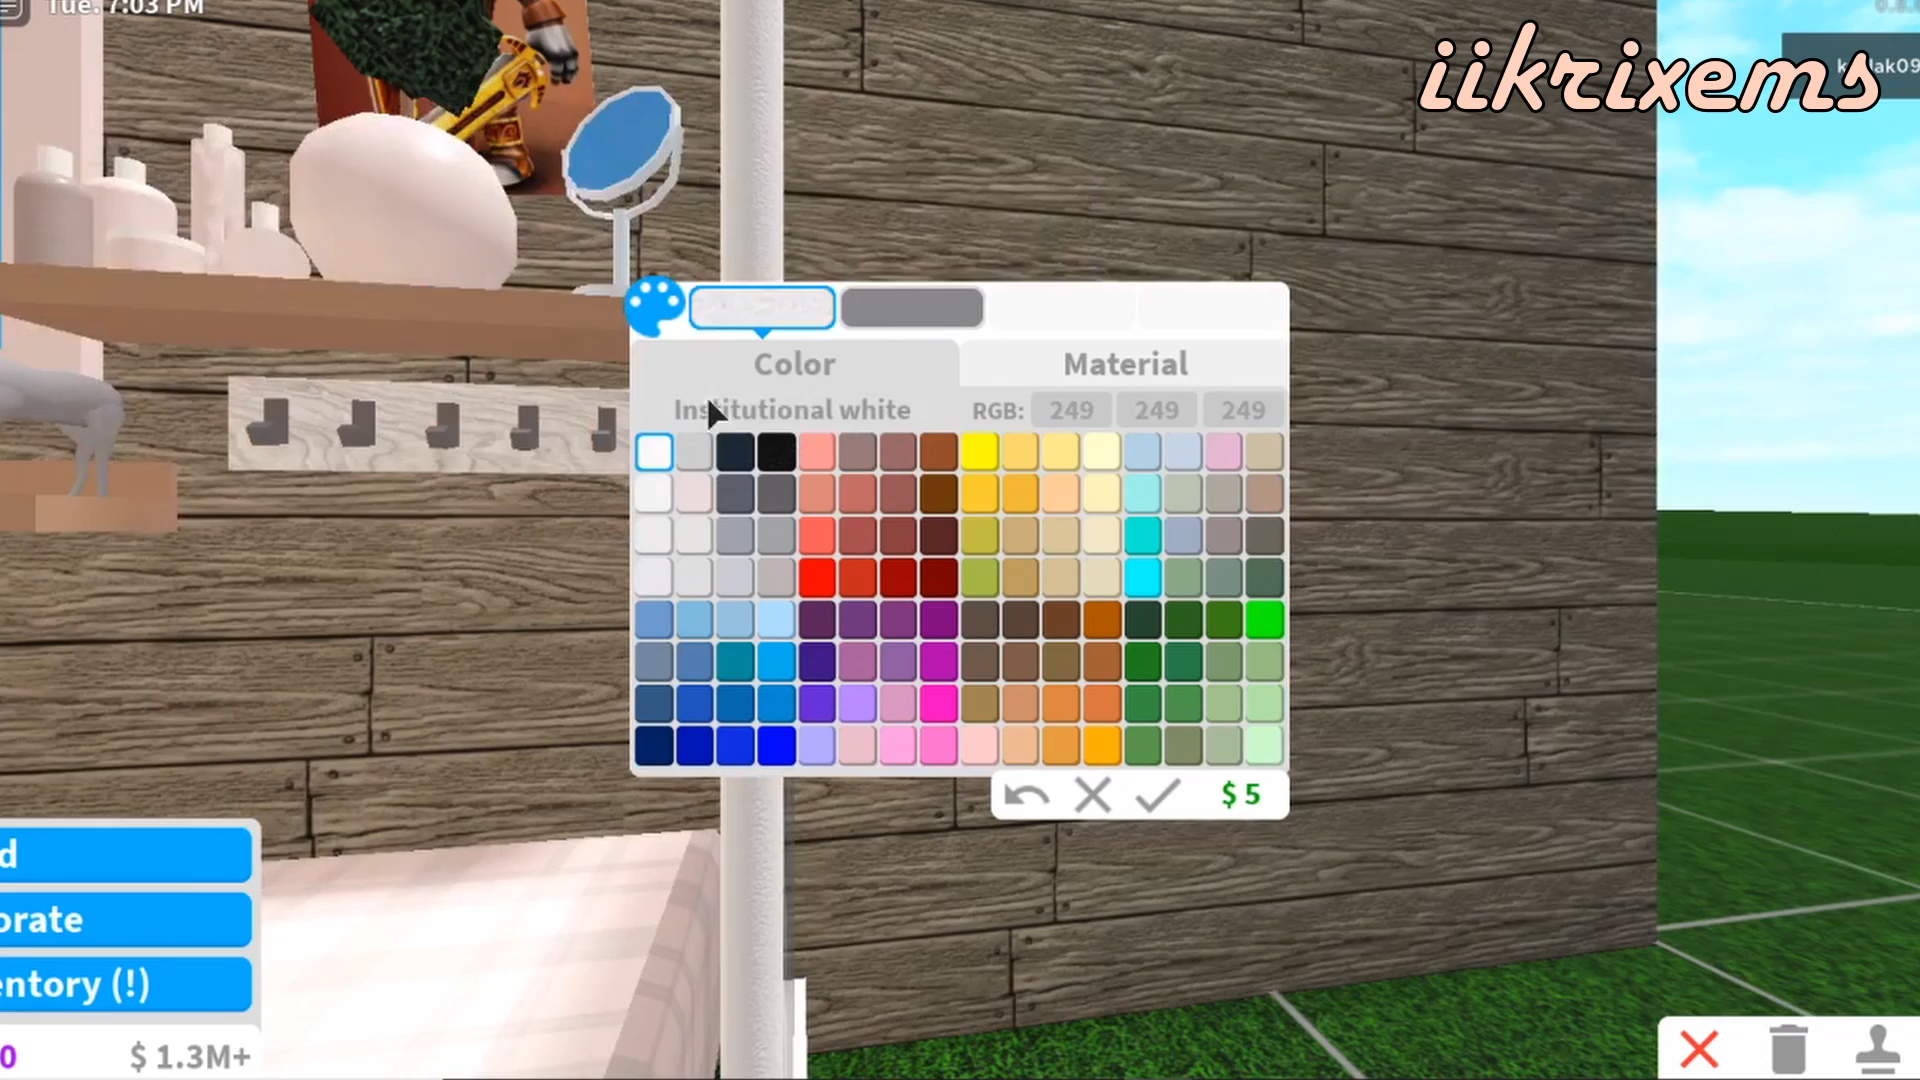 Tue. 7:03 PM
iikrixems
Color
Material
Institutional white
RGB: 249 249 249
$ 5
d
orate
entory (!)
0
$ 1.3M+